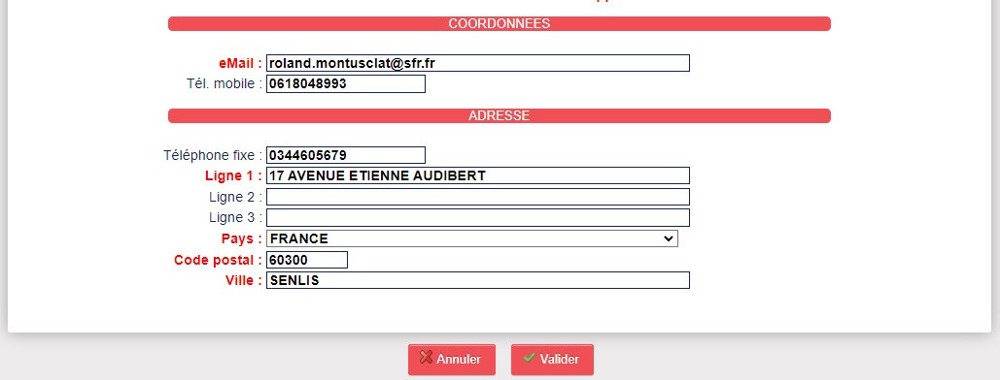 COORDONNEES
eMail : roland.montusclat@sfr.fr
Tél. mobile : 0618048993
ADRESSE
Téléphone fixe : 0344605679
Ligne 1 : 17 AVENUE ETIENNE AUDIBERT
Ligne 2 :
Ligne 3 :
Pays : FRANCE
Code postal : 60300
Ville : SENLIS
Annuler Valider